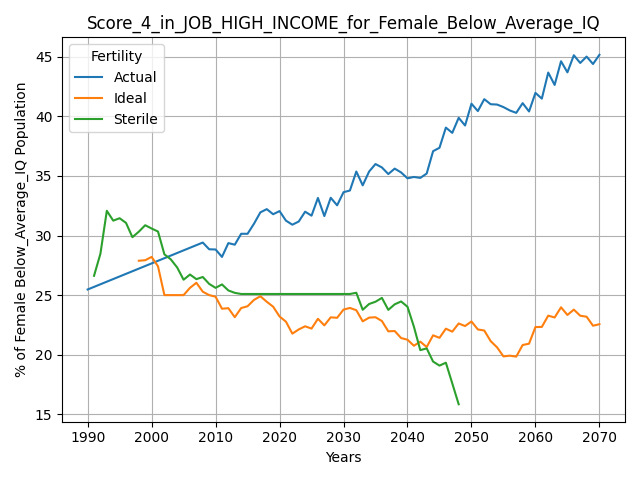 Score_4_in_JOB_HIGH_INCOME_for_Female_Below_Average_IQ
% of Female Below_Average_IQ Population
45
40
35
30
25
20
15
Fertility
Actual
Ideal
Sterile
1990 2000 2010 2020 2030 2040 2050 2060 2070
Years